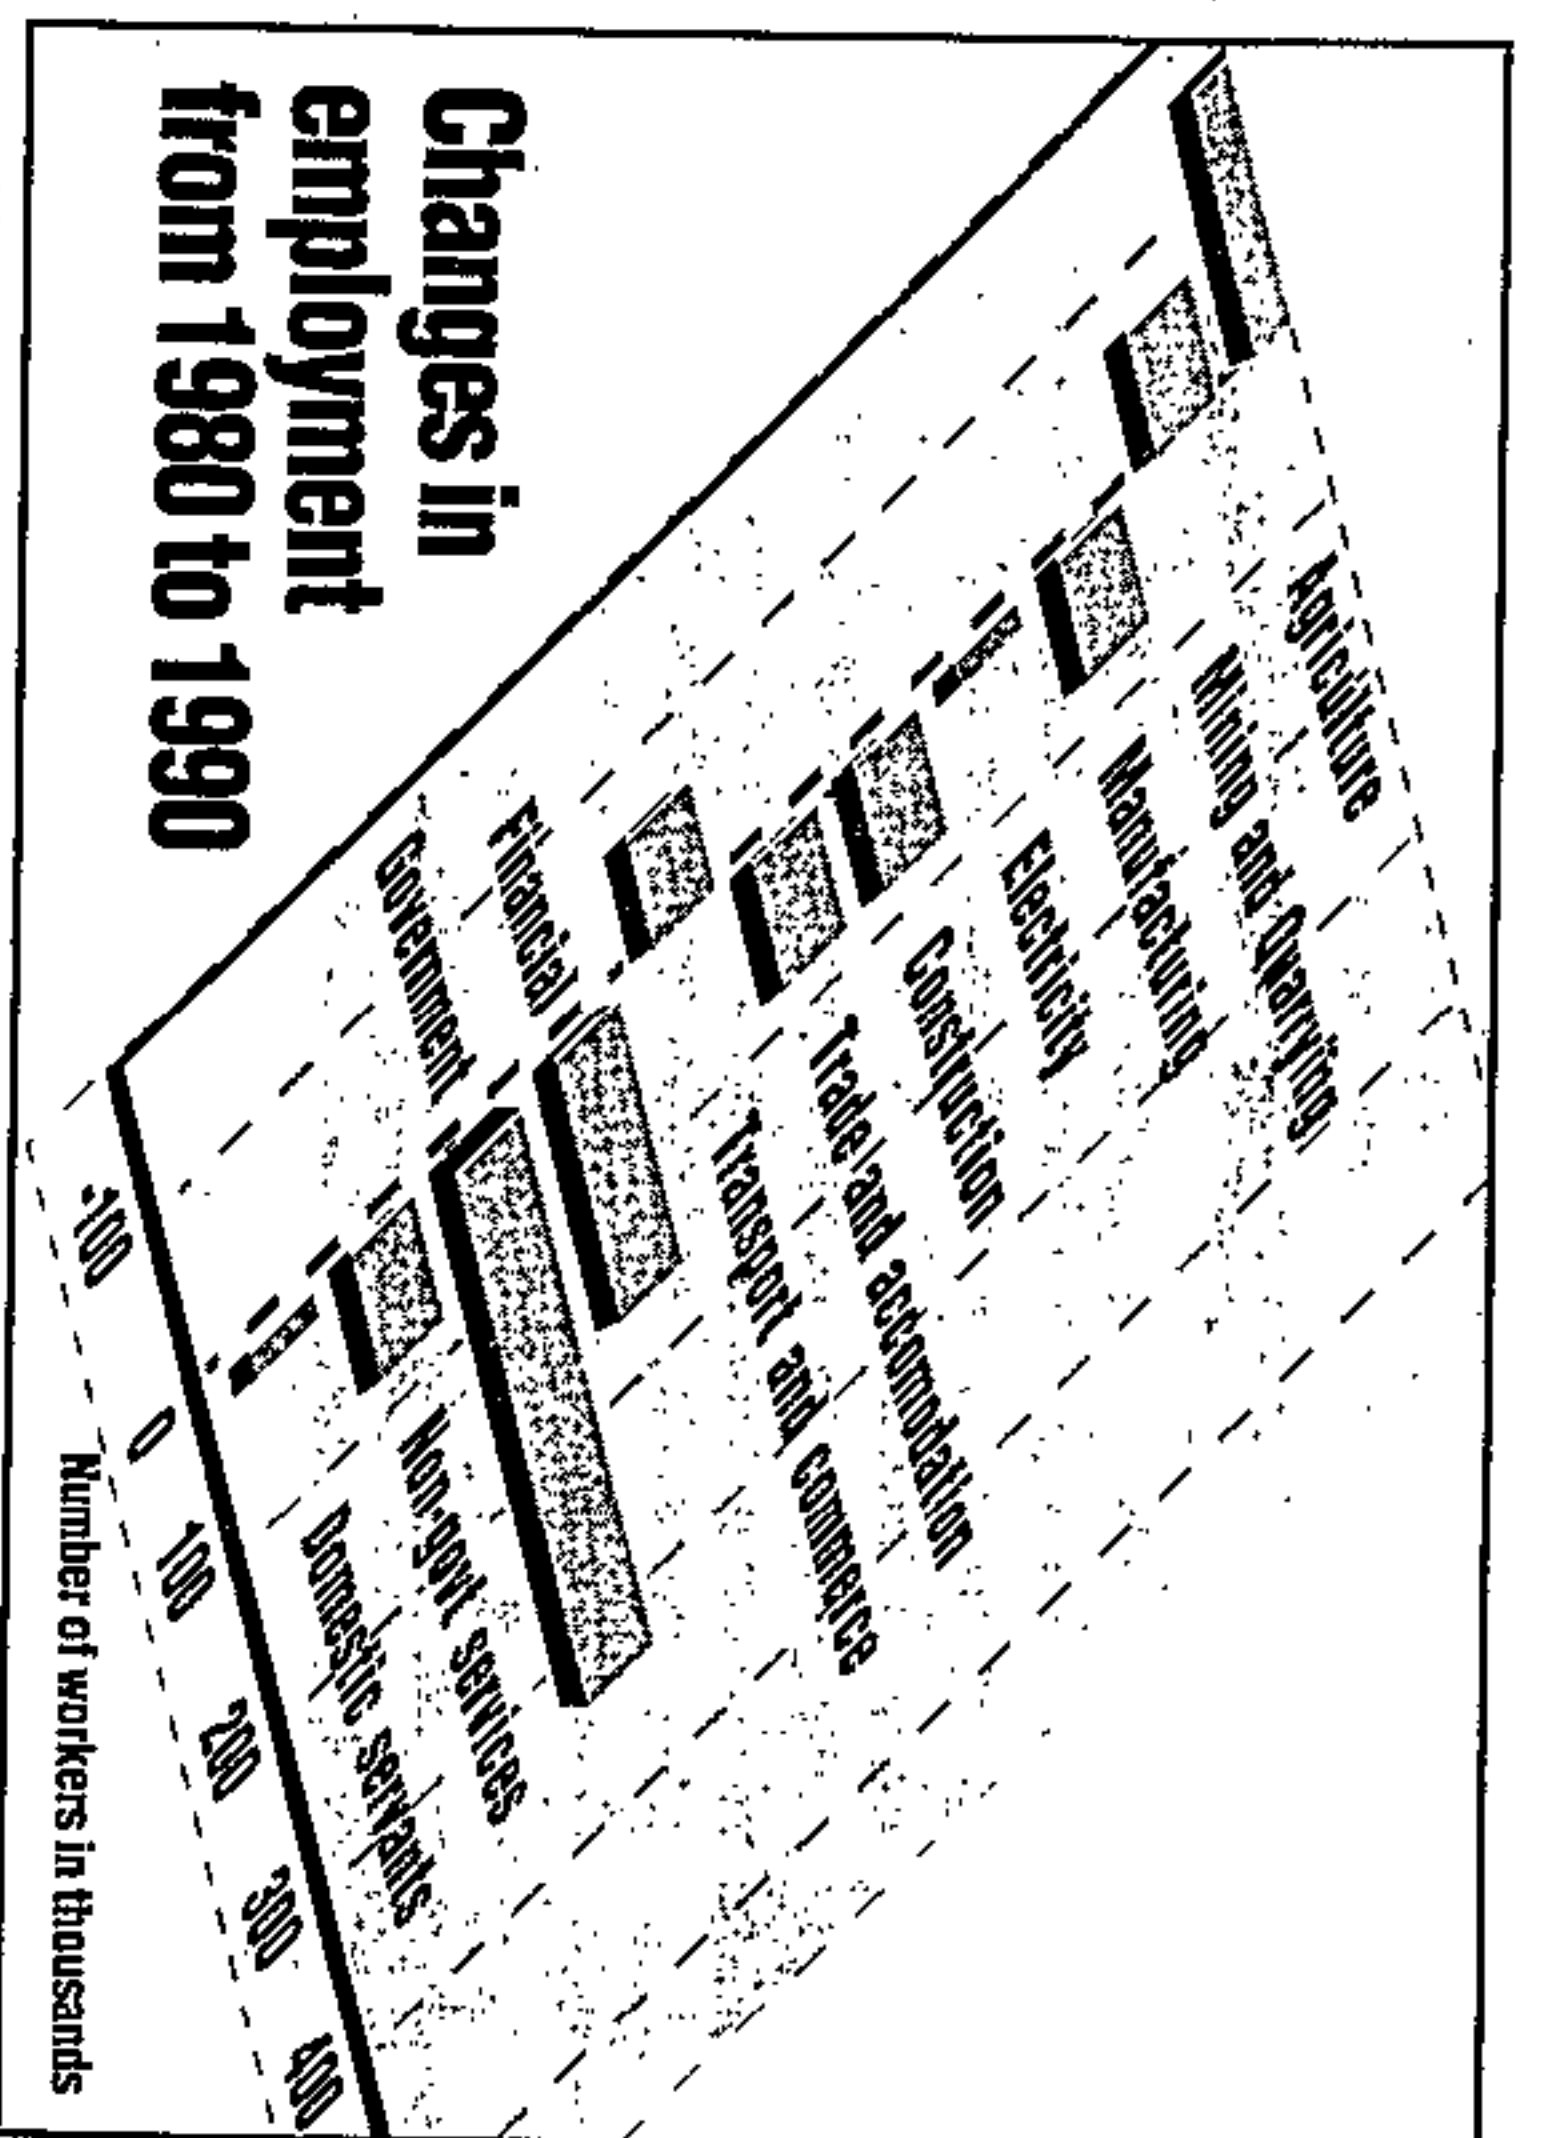 Changes in
employment
from 1980 to 1990
Agriculture
Mining and Qwarrying
Manufacturing
Electricity
Construction
Trade and accomodation
Transport and commerce
Financial
Government
Non-govt services
Domestic servants
-100
0
100
200
300
400
Number of workers in thousands